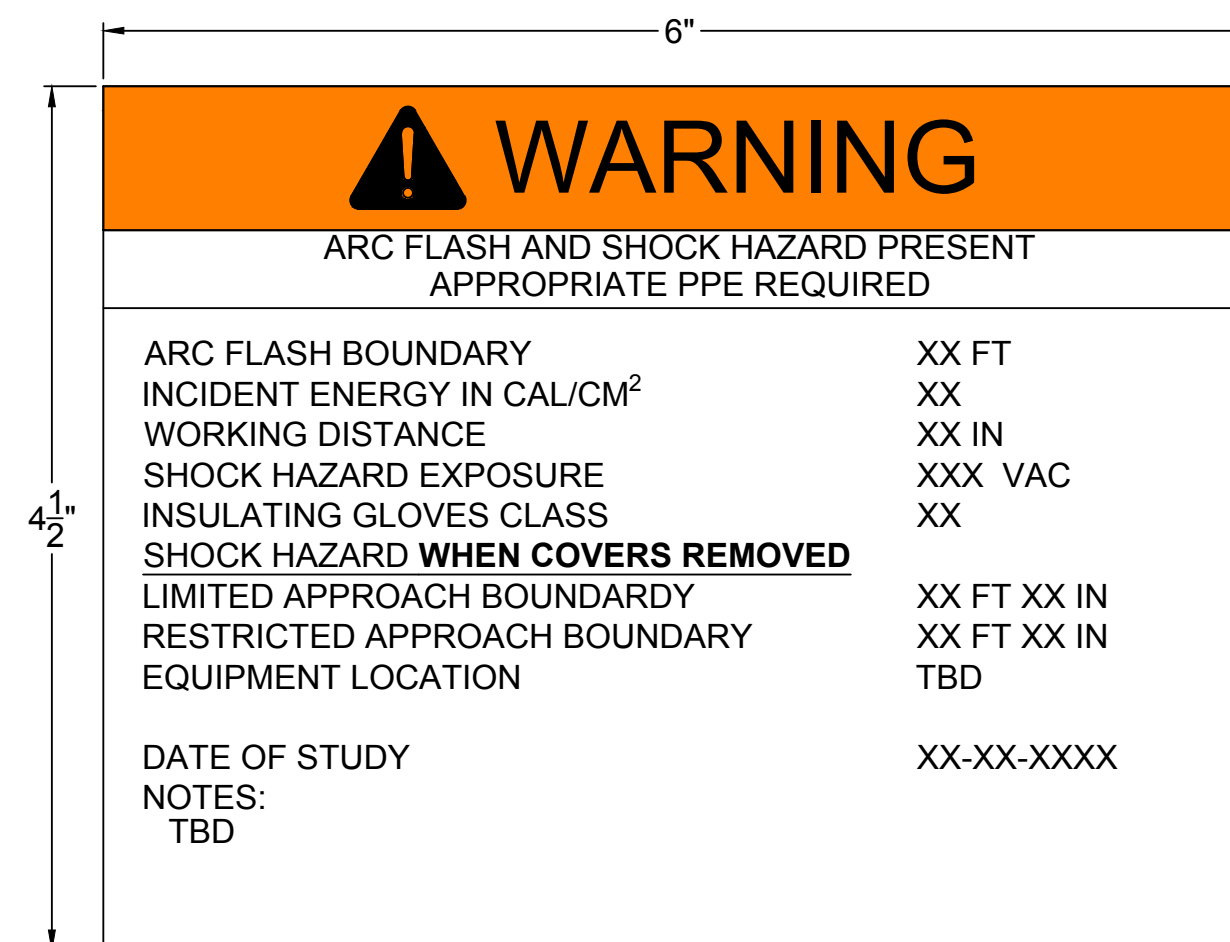 6"
WARNING
ARC FLASH AND SHOCK HAZARD PRESENT
APPROPRIATE PPE REQUIRED
ARC FLASH BOUNDARY XX FT
INCIDENT ENERGY IN CAL/CM² XX
WORKING DISTANCE XX IN
SHOCK HAZARD EXPOSURE XXX VAC
4 1/2" INSULATING GLOVES CLASS XX
SHOCK HAZARD WHEN COVERS REMOVED
LIMITED APPROACH BOUNDARDY XX FT XX IN
RESTRICTED APPROACH BOUNDARY XX FT XX IN
EQUIPMENT LOCATION TBD
DATE OF STUDY XX-XX-XXXX
NOTES:
TBD